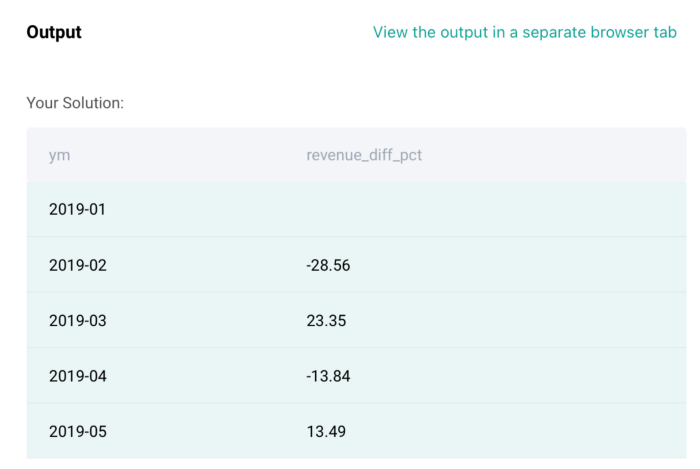 Output View the output in a separate browser tab
Your Solution:
ym revenue_diff_pct
2019-01
2019-02 -28.56
2019-03 23.35
2019-04 -13.84
2019-05 13.49